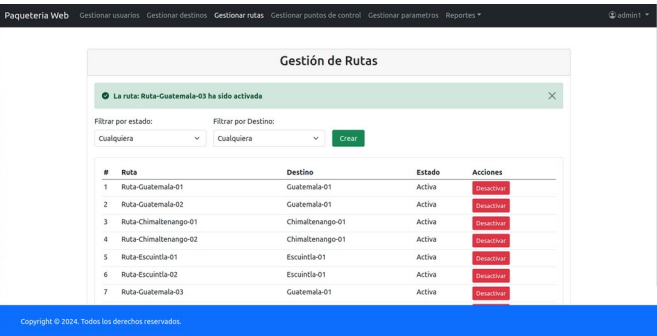 Paqueteria Web Gestionar usuarios Gestionar destinos Gestionar rutas Gestionar puntos de control Gestionar parametros Reportes admin1
Gestión de Rutas
La ruta: Ruta-Guatemala-03 ha sido activada
Filtrar por estado: Filtrar por Destino:
Cualquiera Cualquiera Crear
# Ruta Destino Estado Acciones
1 Ruta-Guatemala-01 Guatemala-01 Activa Desactivar
2 Ruta-Guatemala-02 Guatemala-01 Activa Desactivar
3 Ruta-Chimaltenango-01 Chimaltenango-01 Activa Desactivar
4 Ruta-Chimaltenango-02 Chimaltenango-01 Activa Desactivar
5 Ruta-Escuintla-01 Escuintla-01 Activa Desactivar
6 Ruta-Escuintla-02 Escuintla-01 Activa Desactivar
7 Ruta-Guatemala-03 Guatemala-01 Activa Desactivar
Copyright © 2024. Todos los derechos reservados.